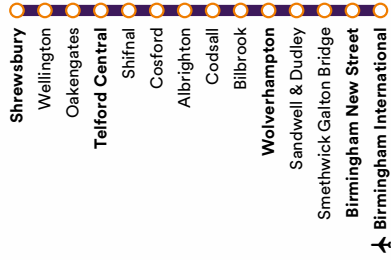 Shrewsbury
Wellington
Oakengates
Telford Central
Shifnal
Cosford
Albrighton
Codsall
Bilbrook
Wolverhampton
Sandwell & Dudley
Smethwick Galton Bridge
Birmingham New Street
Birmingham International